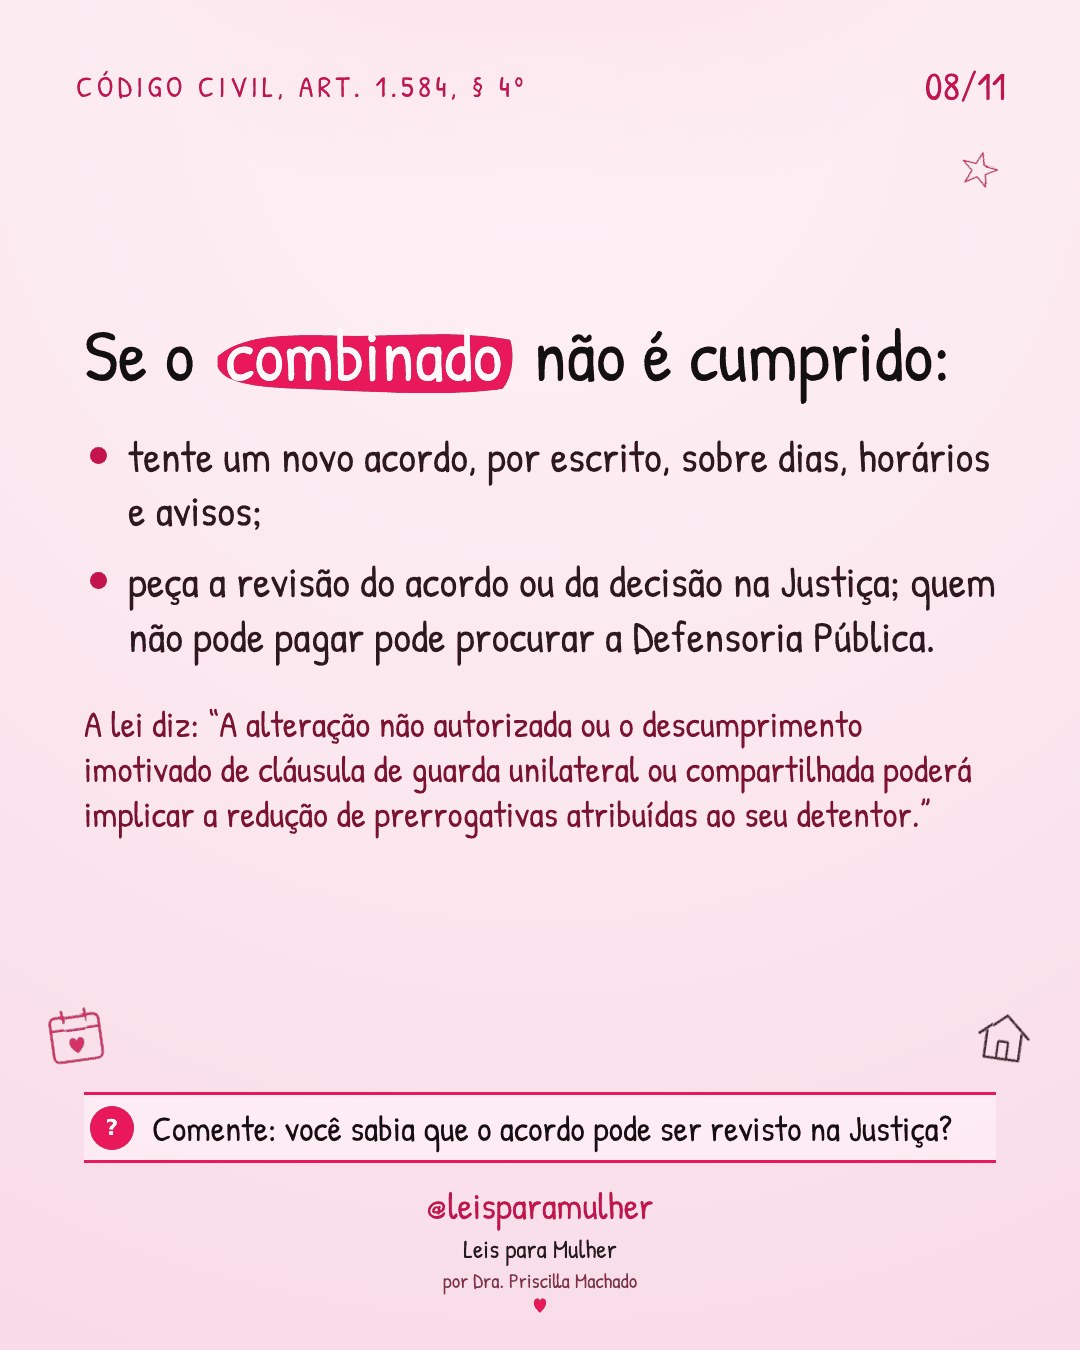 CÓDIGO CIVIL, ART. 1.584, § 4º
08/11
Se o combinado não é cumprido:
• tente um novo acordo, por escrito, sobre dias, horários
e avisos;
• peça a revisão do acordo ou da decisão na Justiça; quem
não pode pagar pode procurar a Defensoria Pública.
A lei diz: “A alteração não autorizada ou o descumprimento
imotivado de cláusula de guarda unilateral ou compartilhada poderá
implicar a redução de prerrogativas atribuídas ao seu detentor.”
? Comente: você sabia que o acordo pode ser revisto na Justiça?
@leisparamulher
Leis para Mulher
por Dra. Priscilla Machado